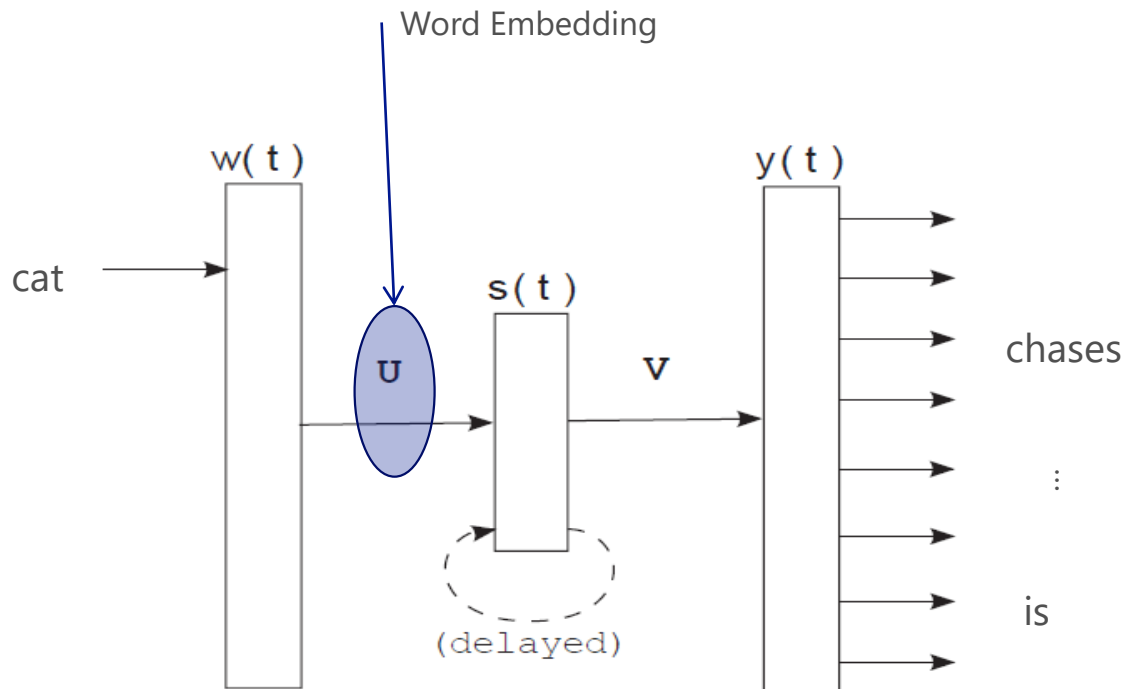 Word Embedding
w(t)
y(t)
cat
s(t)
U
V
chases
⋮
is
(delayed)